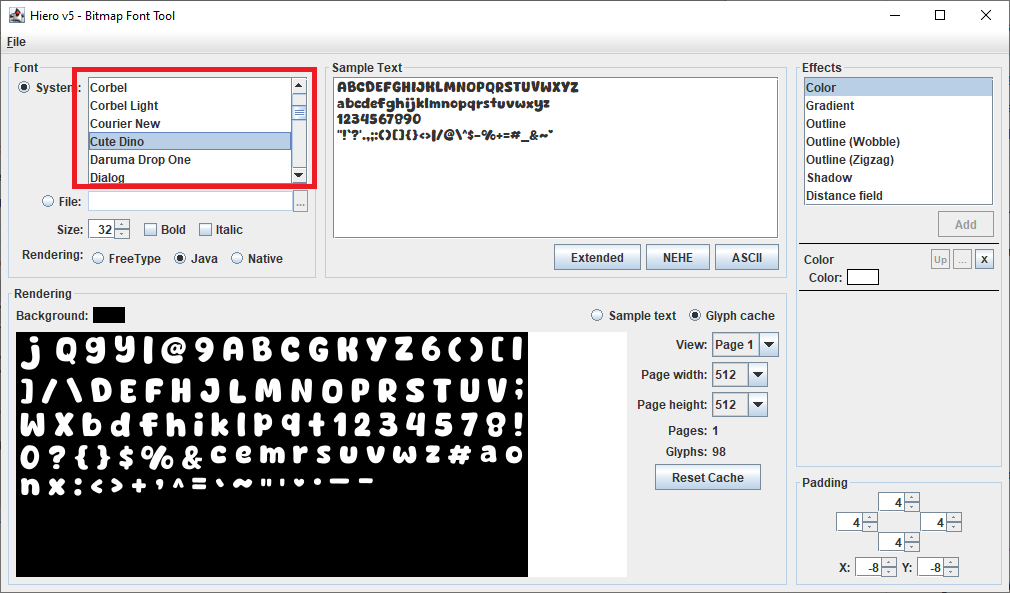 Hiero v5 - Bitmap Font Tool
File
Font
System:
Corbel
Corbel Light
Courier New
Cute Dino
Daruma Drop One
Dialog
File:
...
Size: 32 Bold Italic
Rendering: FreeType Java Native
Sample Text
ABCDEFGHIJKLMNOPQRSTUVWXYZ
abcdefghijklmnopqrstuvwxyz
1234567890
"!`?'.,;:()[]{}<>|/@\^$-%+=#_&~*
Extended NEHE ASCII
Effects
Color
Gradient
Outline
Outline (Wobble)
Outline (Zigzag)
Shadow
Distance field
Add
Color Up ... X
Color:
Rendering
Background:
Sample text Glyph cache
j Q g y | @ 9 A B C G K Y Z 6 ( ) [ I
] / \ D E F H J L M N O P R S T U V ;
W X b d f h i k l p q t 1 2 3 4 5 7 8 !
0 ? { } $ % & c e m r s u v w z # a o
n x : < > + , ^ = ` ~ " ' * . _ -
View: Page 1
Page width: 512
Page height: 512
Pages: 1
Glyphs: 98
Reset Cache
Padding
4
4 4
4
X: -8 Y: -8